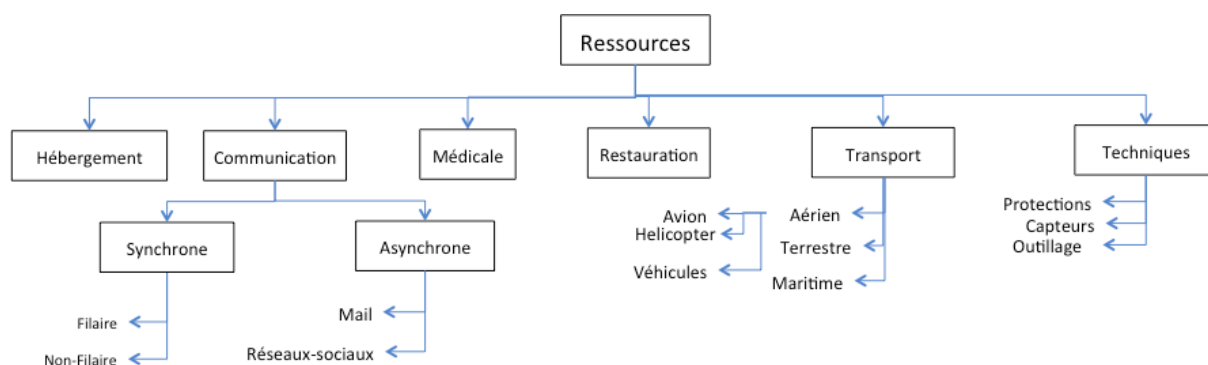 Ressources
Hébergement
Communication
Médicale
Restauration
Transport
Techniques
Synchrone
Asynchrone
Filaire
Non-Filaire
Mail
Réseaux-sociaux
Avion
Helicopter
Véhicules
Aérien
Terrestre
Maritime
Protections
Capteurs
Outillage